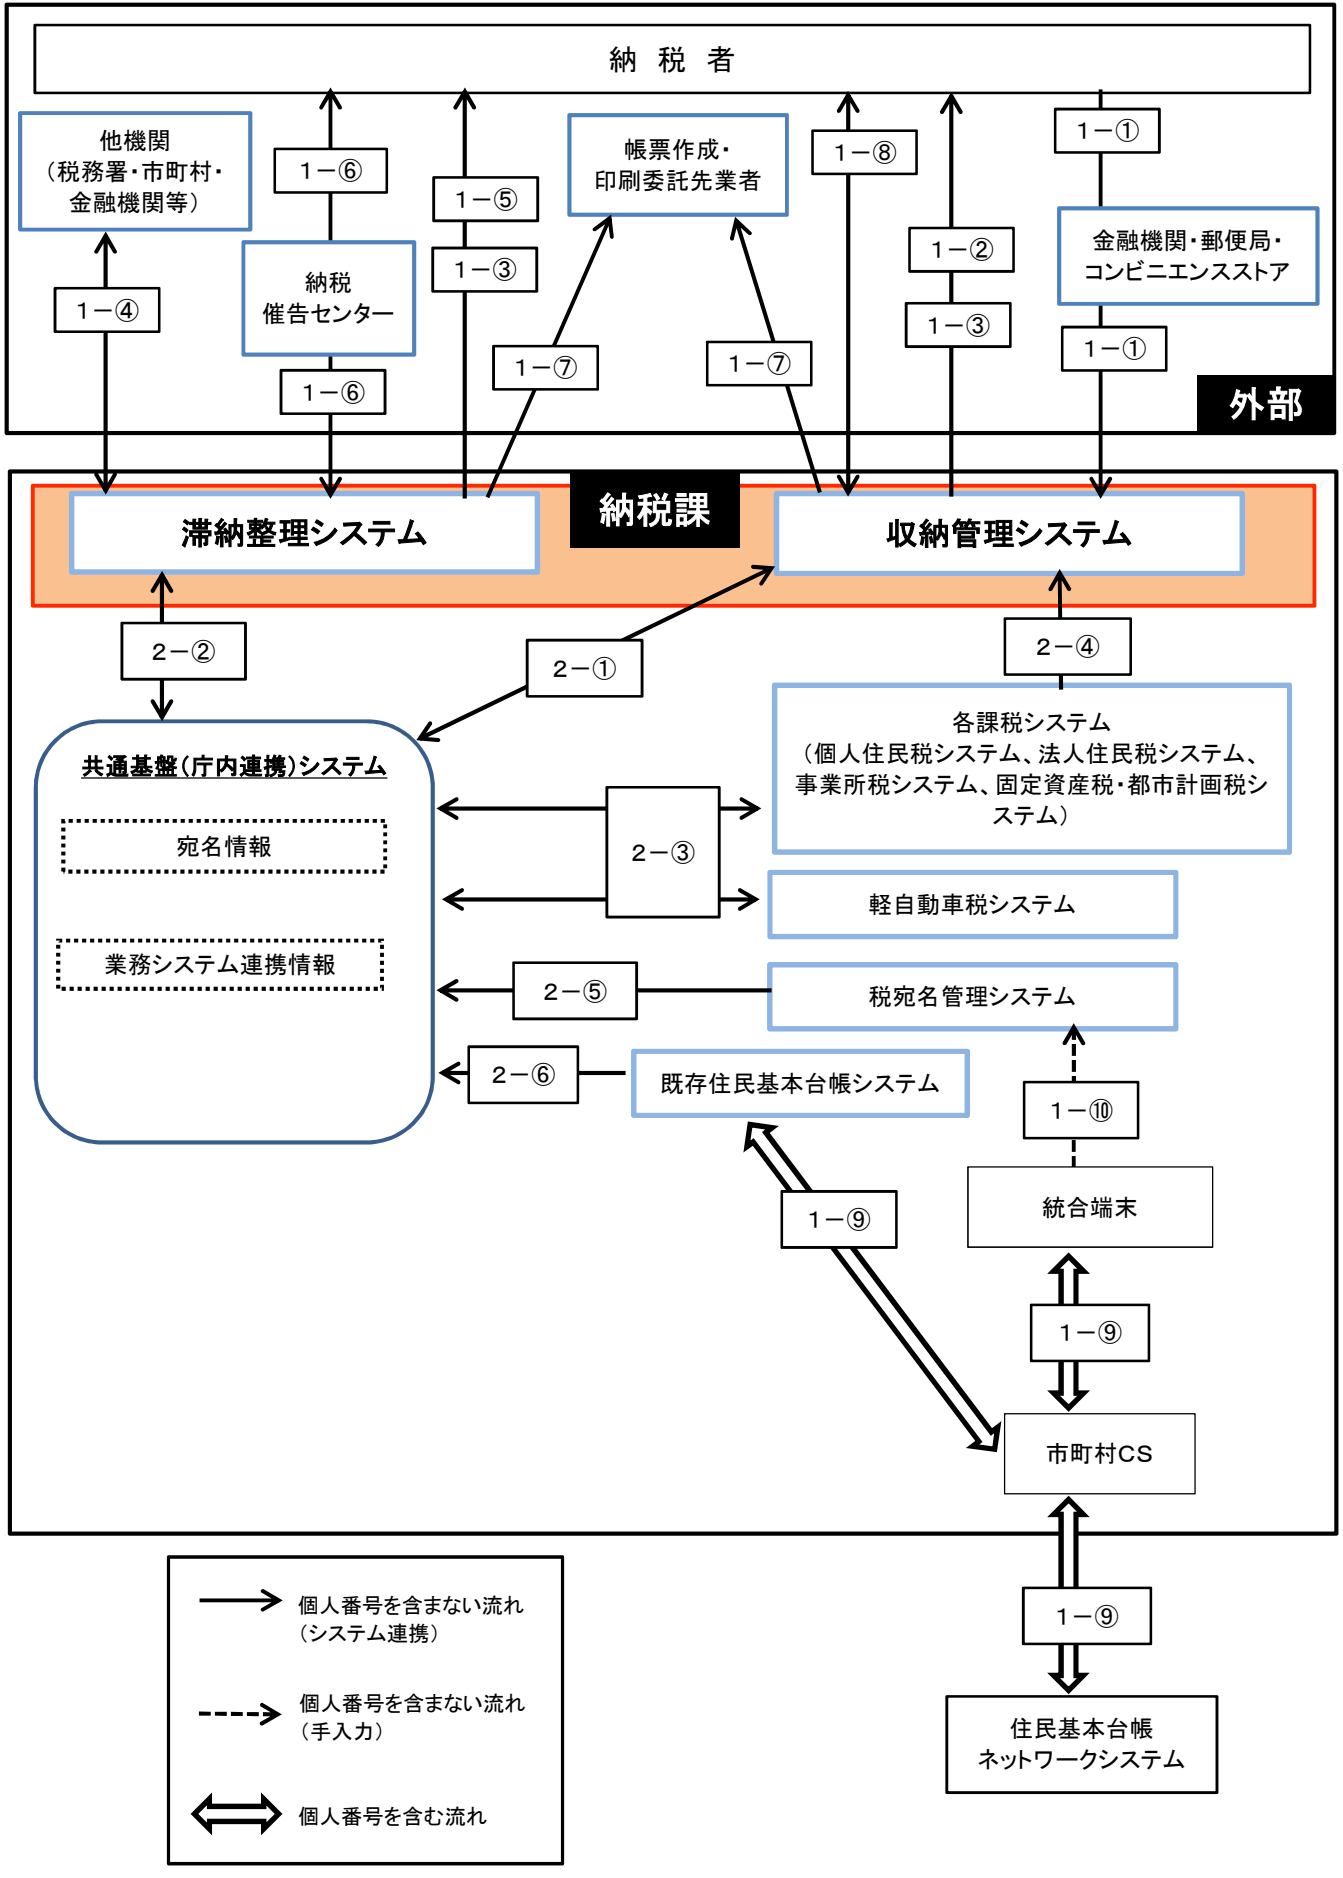 納　税　者
他機関
（税務署・市町村・
金融機関等）
1－⑥
1－⑤
1－③
帳票作成・
印刷委託先業者
1－⑧
1－①
1－②
1－③
金融機関・郵便局・
コンビニエンスストア
1－④
納税
催告センター
1－⑥
1－⑦
1－⑦
1－①
外部
納税課
滞納整理システム
収納管理システム
2－②
2－①
2－④
共通基盤（庁内連携）システム
宛名情報
業務システム連携情報
各課税システム
（個人住民税システム、法人住民税システム、
事業所税システム、固定資産税・都市計画税シ
ステム）
2－③
軽自動車税システム
2－⑤
税宛名管理システム
2－⑥
既存住民基本台帳システム
1－⑩
統合端末
1－⑨
1－⑨
市町村CS
1－⑨
住民基本台帳
ネットワークシステム
個人番号を含まない流れ
（システム連携）
個人番号を含まない流れ
（手入力）
個人番号を含む流れ